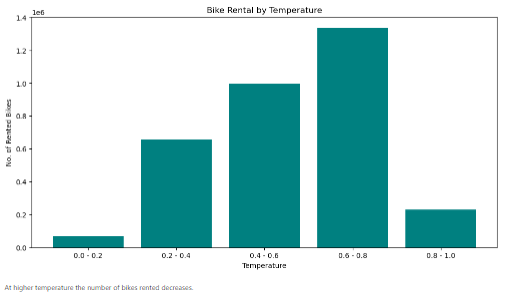 Bike Rental by Temperature
1e6
1.4
1.2
1.0
0.8
0.6
0.4
0.2
0.0
No. of Rented Bikes
0.0 - 0.2 0.2 - 0.4 0.4 - 0.6 0.6 - 0.8 0.8 - 1.0
Temperature
At higher temperature the number of bikes rented decreases.